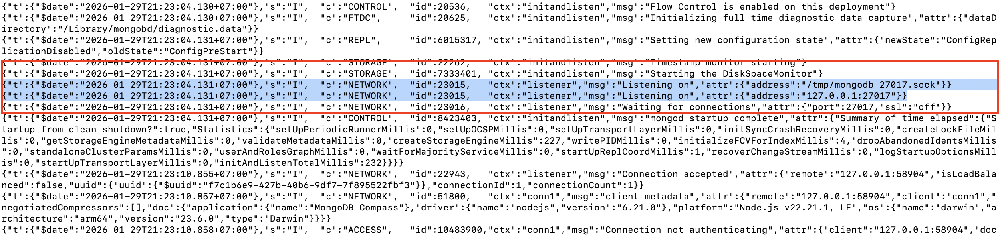 {"t":{"$date":"2026-01-29T21:23:04.130+07:00"},"s":"I",  "c":"CONTROL",  "id":20536,   "ctx":"initandlisten","msg":"Flow Control is enabled on this deployment"}
{"t":{"$date":"2026-01-29T21:23:04.130+07:00"},"s":"I",  "c":"FTDC",     "id":20625,   "ctx":"initandlisten","msg":"Initializing full-time diagnostic data capture","attr":{"dataD
irectory":"/Library/mongobd/diagnostic.data"}}
{"t":{"$date":"2026-01-29T21:23:04.131+07:00"},"s":"I",  "c":"REPL",     "id":6015317, "ctx":"initandlisten","msg":"Setting new configuration state","attr":{"newState":"ConfigRep
licationDisabled","oldState":"ConfigPreStart"}}
{"t":{"$date":"2026-01-29T21:23:04.131+07:00"},"s":"I",  "c":"STORAGE",  "id":22262,   "ctx":"initandlisten","msg":"Timestamp monitor starting"}
{"t":{"$date":"2026-01-29T21:23:04.131+07:00"},"s":"I",  "c":"STORAGE",  "id":7333401, "ctx":"initandlisten","msg":"Starting the DiskSpaceMonitor"}
{"t":{"$date":"2026-01-29T21:23:04.131+07:00"},"s":"I",  "c":"NETWORK",  "id":23015,   "ctx":"listener","msg":"Listening on","attr":{"address":"/tmp/mongodb-27017.sock"}}
{"t":{"$date":"2026-01-29T21:23:04.131+07:00"},"s":"I",  "c":"NETWORK",  "id":23015,   "ctx":"listener","msg":"Listening on","attr":{"address":"127.0.0.1:27017"}}
{"t":{"$date":"2026-01-29T21:23:04.131+07:00"},"s":"I",  "c":"NETWORK",  "id":23016,   "ctx":"listener","msg":"Waiting for connections","attr":{"port":27017,"ssl":"off"}}
{"t":{"$date":"2026-01-29T21:23:04.131+07:00"},"s":"I",  "c":"CONTROL",  "id":8423403, "ctx":"initandlisten","msg":"mongod startup complete","attr":{"Summary of time elapsed":{"S
tartup from clean shutdown?":true,"Statistics":{"setUpPeriodicRunnerMillis":0,"setUpOCSPMillis":0,"setUpTransportLayerMillis":0,"initSyncCrashRecoveryMillis":0,"createLockFileMil
lis":0,"getStorageEngineMetadataMillis":0,"validateMetadataMillis":0,"createStorageEngineMillis":227,"writePIDMillis":0,"initializeFCVForIndexMillis":4,"dropAbandonedIdentsMillis
":0,"standaloneClusterParamsMillis":0,"userAndRolesGraphMillis":0,"waitForMajorityServiceMillis":0,"startUpReplCoordMillis":1,"recoverChangeStreamMillis":0,"logStartupOptionsMill
is":0,"startUpTransportLayerMillis":0,"initAndListenTotalMillis":232}}}}
{"t":{"$date":"2026-01-29T21:23:10.855+07:00"},"s":"I",  "c":"NETWORK",  "id":22943,   "ctx":"listener","msg":"Connection accepted","attr":{"remote":"127.0.0.1:58904","isLoadBala
nced":false,"uuid":{"uuid":{"$uuid":"f7c1b6e9-427b-40b6-9df7-7f895522fbf3"}},"connectionId":1,"connectionCount":1}}
{"t":{"$date":"2026-01-29T21:23:10.857+07:00"},"s":"I",  "c":"NETWORK",  "id":51800,   "ctx":"conn1","msg":"client metadata","attr":{"remote":"127.0.0.1:58904","client":"conn1","
negotiatedCompressors":[],"doc":{"application":{"name":"MongoDB Compass"},"driver":{"name":"nodejs","version":"6.21.0"},"platform":"Node.js v22.21.1, LE","os":{"name":"darwin","a
rchitecture":"arm64","version":"23.6.0","type":"Darwin"}}}}
{"t":{"$date":"2026-01-29T21:23:10.858+07:00"},"s":"I",  "c":"ACCESS",   "id":10483900,"ctx":"conn1","msg":"Connection not authenticating","attr":{"client":"127.0.0.1:58904","doc